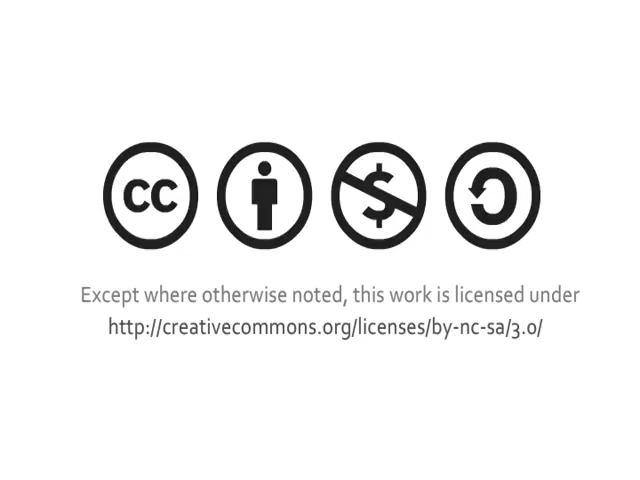 cc
$
Except where otherwise noted, this work is licensed under
http://creativecommons.org/licenses/by-nc-sa/3.0/